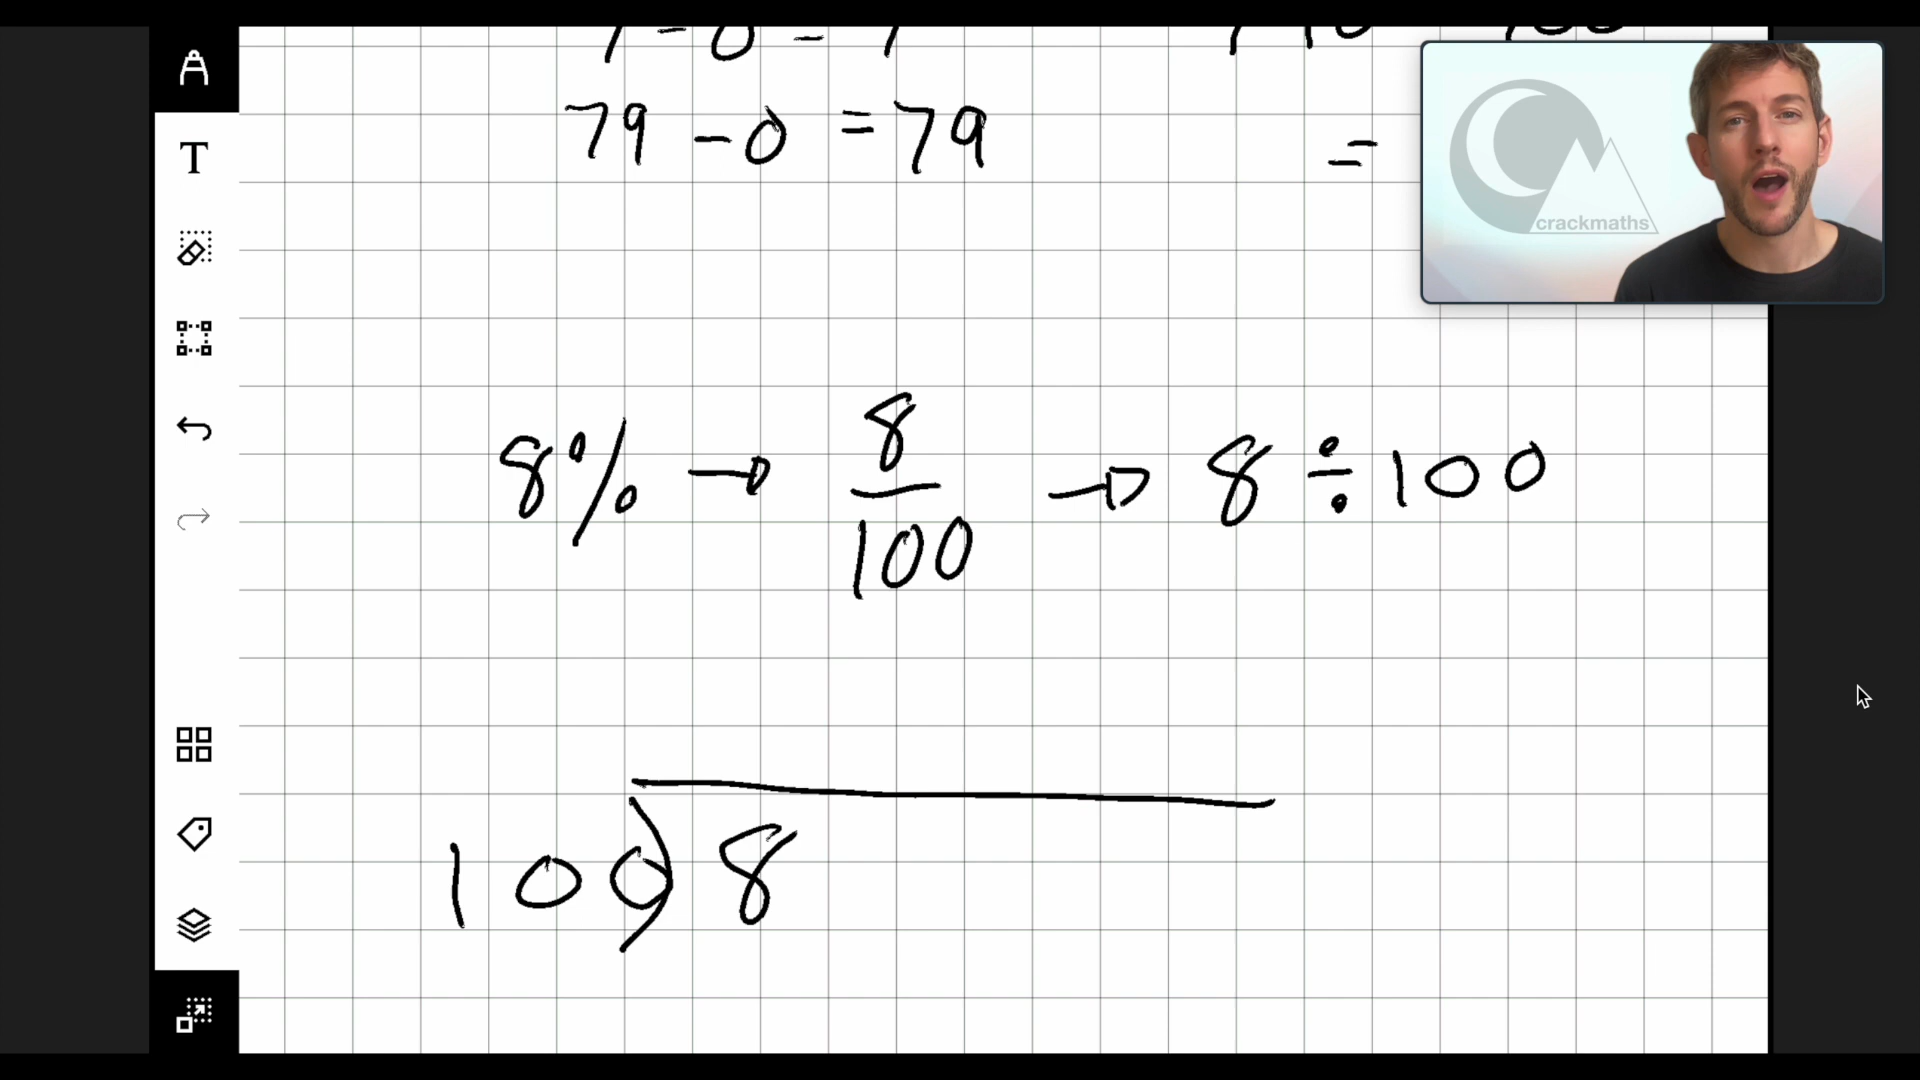 79 - 0 = 79
=
crackmaths
T
8% → 8/100 → 8 ÷ 100
100) 8